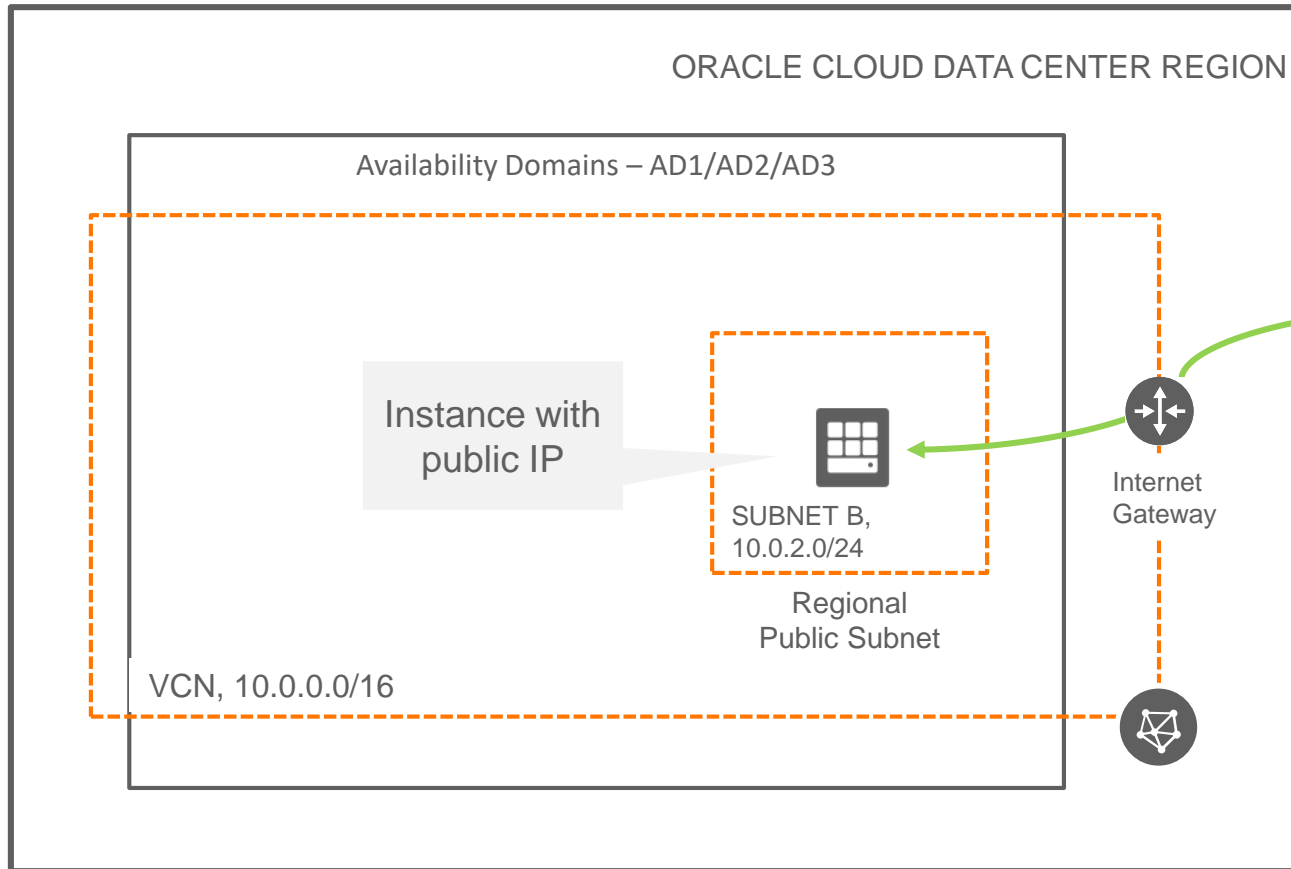 ORACLE CLOUD DATA CENTER REGION
Availability Domains – AD1/AD2/AD3
Instance with
public IP
SUBNET B,
10.0.2.0/24
Internet
Gateway
Regional
Public Subnet
VCN, 10.0.0.0/16